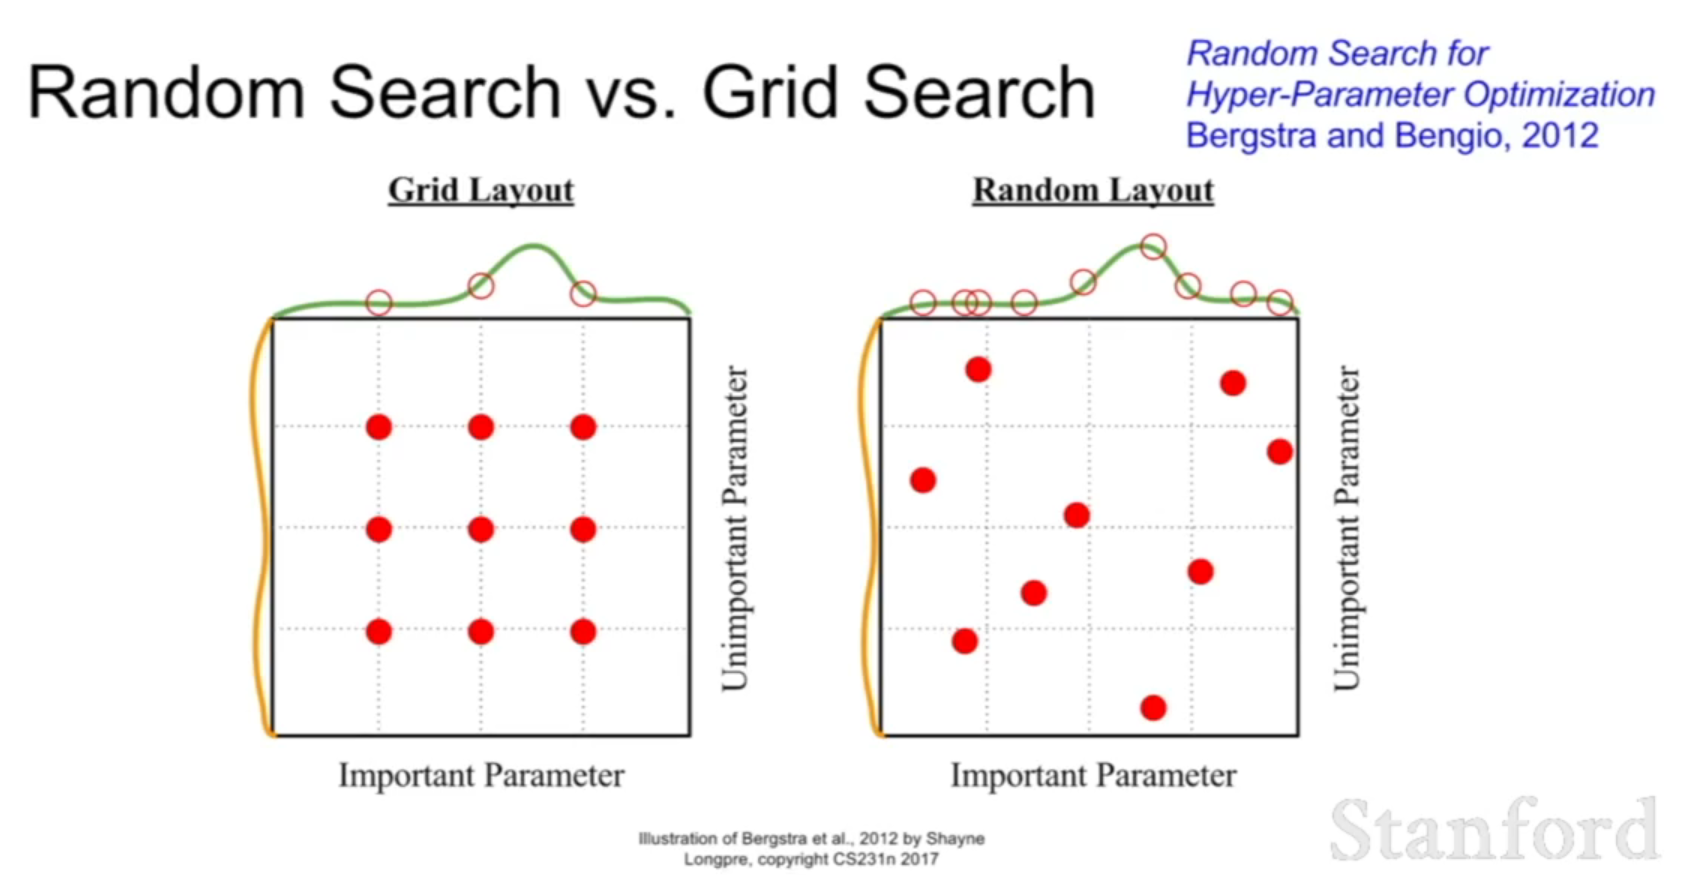 Random Search vs. Grid Search
Random Search for
Hyper-Parameter Optimization
Bergstra and Bengio, 2012
Grid Layout
Unimportant Parameter
Important Parameter
Random Layout
Unimportant Parameter
Important Parameter
Illustration of Bergstra et al., 2012 by Shayne
Longpre, copyright CS231n 2017
Stanford